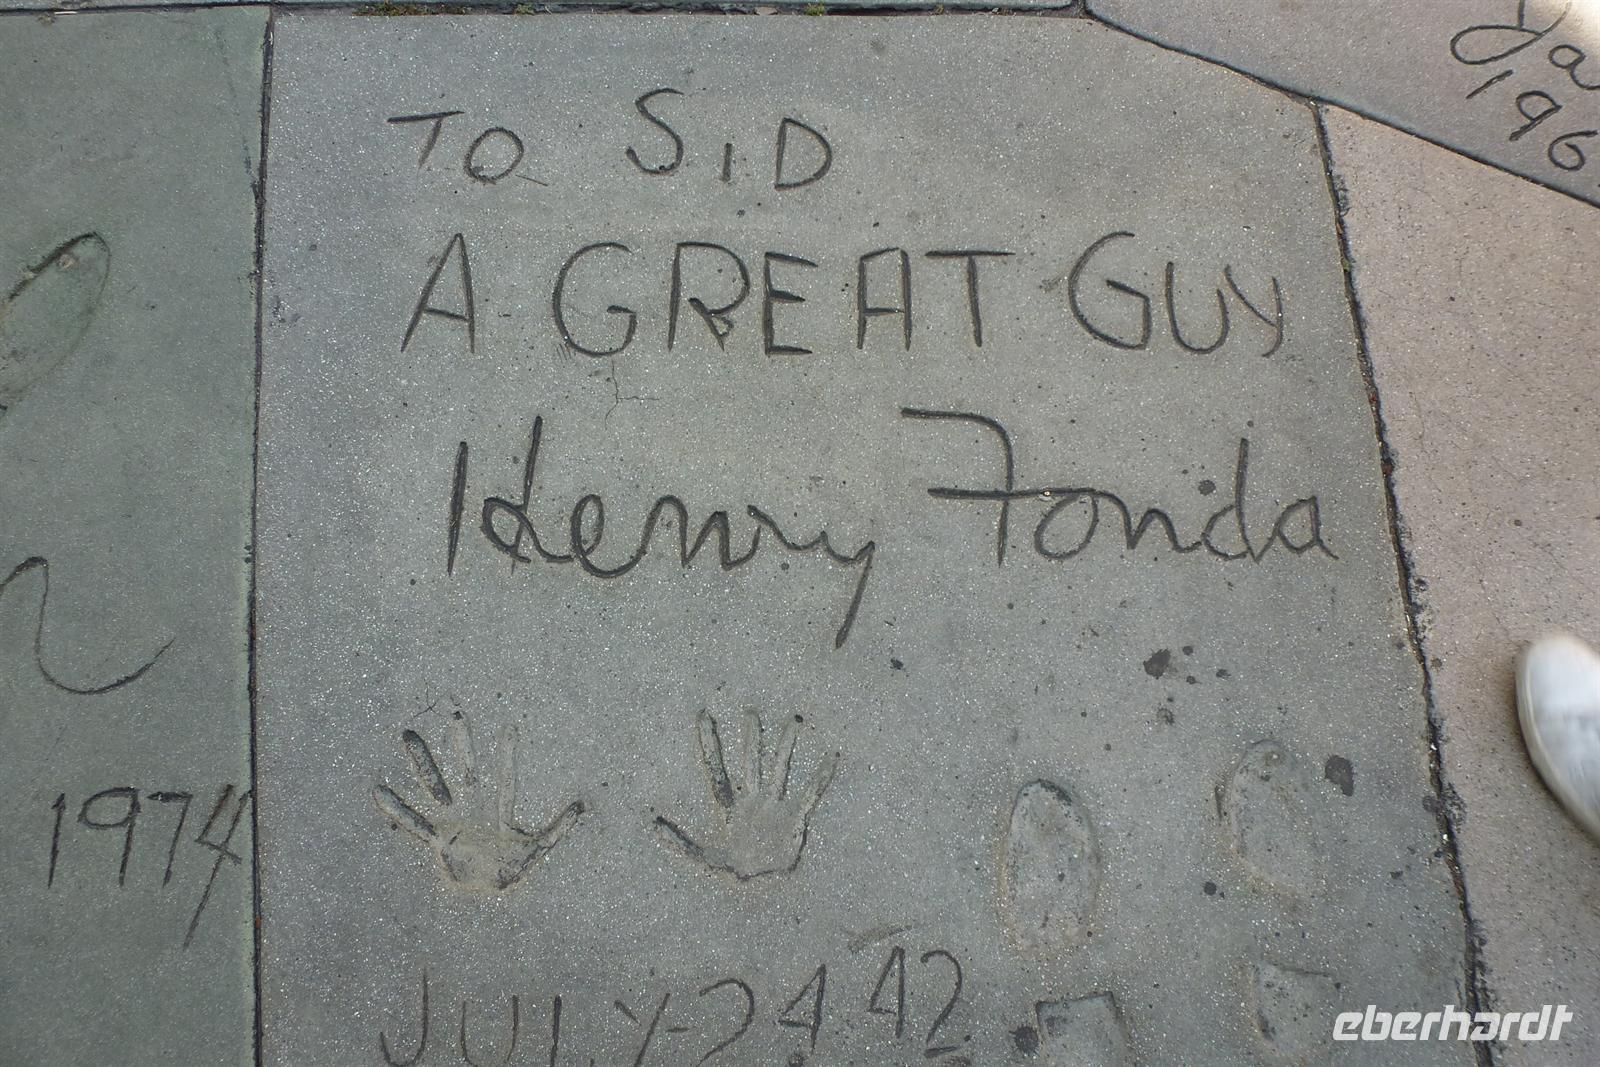 TO SID
A GREAT GUY
Henry Fonda
JULY-24 42
1974
eberhardt